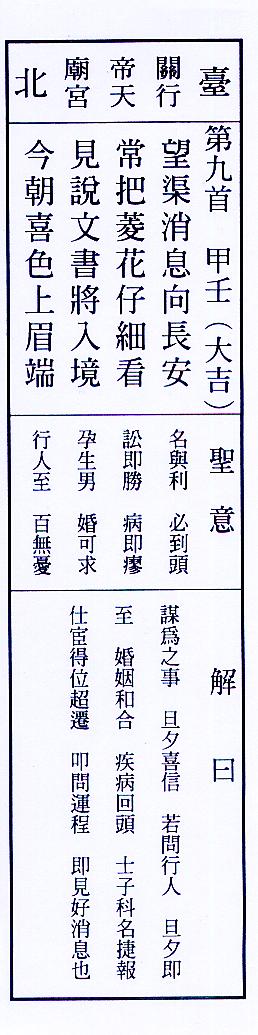 臺
關行
帝天
廟宮
北
第九首 甲壬(大吉)
望渠消息向長安
常把菱花仔細看
見說文書將入境
今朝喜色上眉端
聖意
名與利 必到頭
訟即勝 病即瘳
孕生男 婚可求
行人至 百無憂
解曰
謀為之事 旦夕喜信 若問行人 旦夕即
至 婚姻和合 疾病回頭 士子科名捷報
仕宦得位超遷 叩問運程 即見好消息也